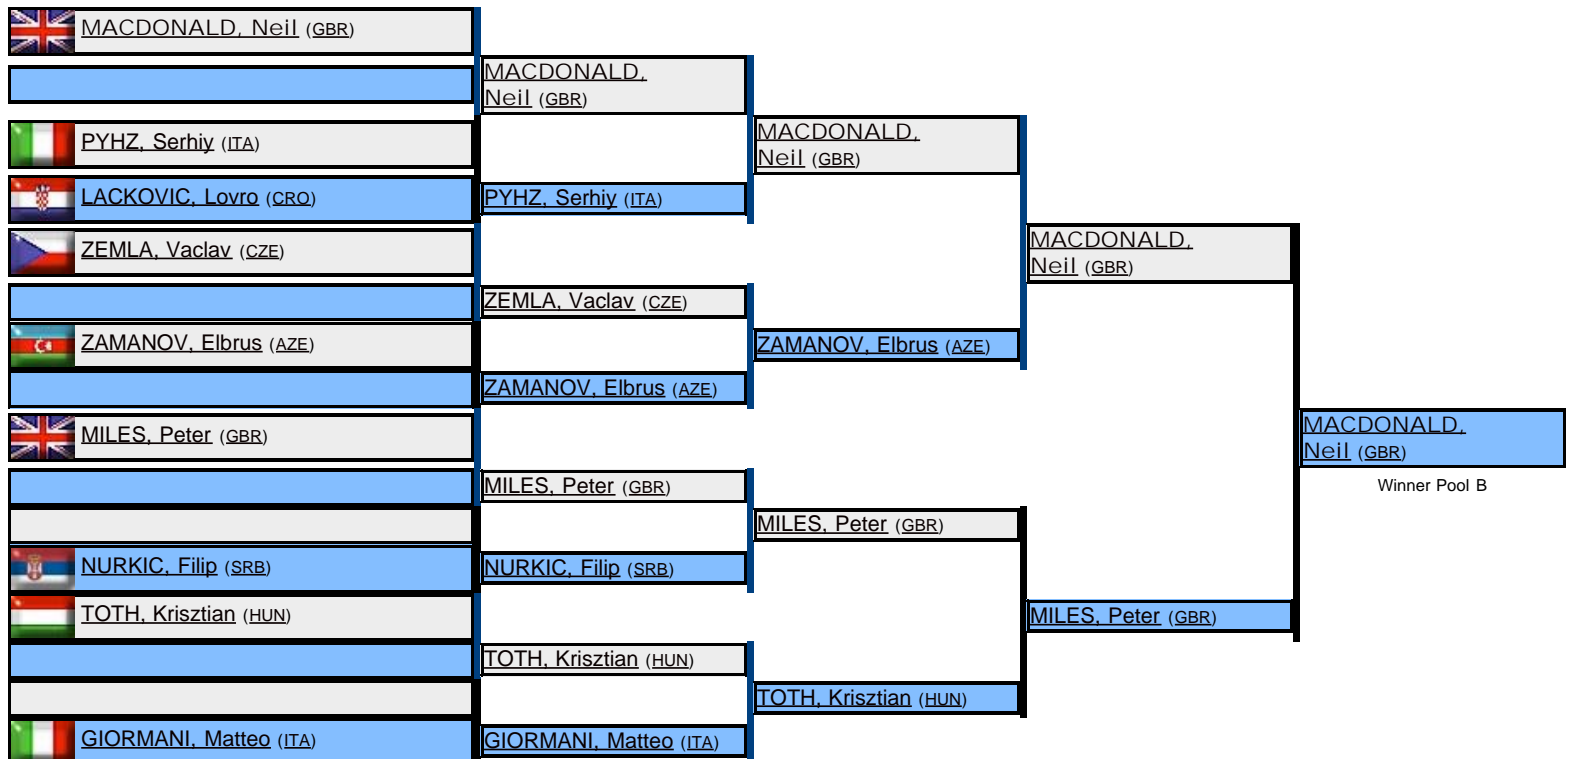 MACDONALD, Neil (GBR)
PYHZ, Serhiy (ITA)
LACKOVIC, Lovro (CRO)
ZEMLA, Vaclav (CZE)
ZAMANOV, Elbrus (AZE)
MILES, Peter (GBR)
NURKIC, Filip (SRB)
TOTH, Krisztian (HUN)
GIORMANI, Matteo (ITA)
MACDONALD,
Neil (GBR)
PYHZ, Serhiy (ITA)
ZEMLA, Vaclav (CZE)
ZAMANOV, Elbrus (AZE)
MILES, Peter (GBR)
NURKIC, Filip (SRB)
TOTH, Krisztian (HUN)
GIORMANI, Matteo (ITA)
MACDONALD,
Neil (GBR)
ZAMANOV, Elbrus (AZE)
MILES, Peter (GBR)
TOTH, Krisztian (HUN)
MACDONALD,
Neil (GBR)
MILES, Peter (GBR)
MACDONALD,
Neil (GBR)
Winner Pool B